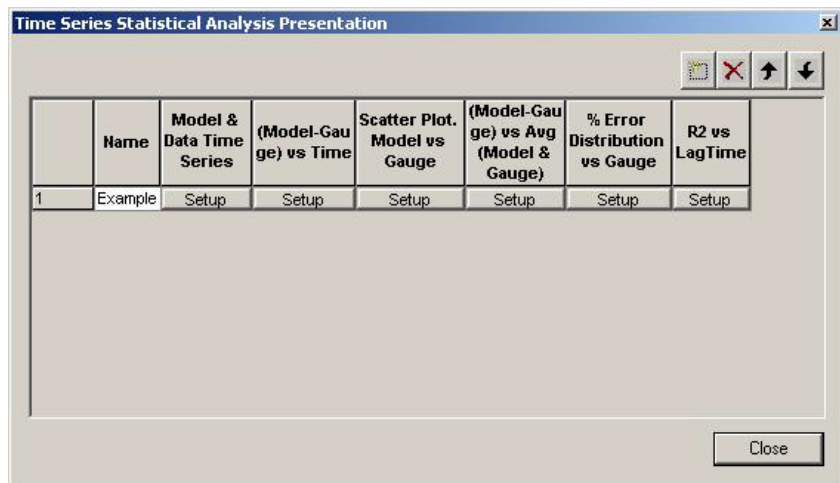 Time Series Statistical Analysis Presentation
Name
Model &
Data Time
Series
(Model-Gau
ge) vs Time
Scatter Plot.
Model vs
Gauge
(Model-Gau
ge) vs Avg
(Model &
Gauge)
% Error
Distribution
vs Gauge
R2 vs
LagTime
1 Example Setup Setup Setup Setup Setup Setup
Close